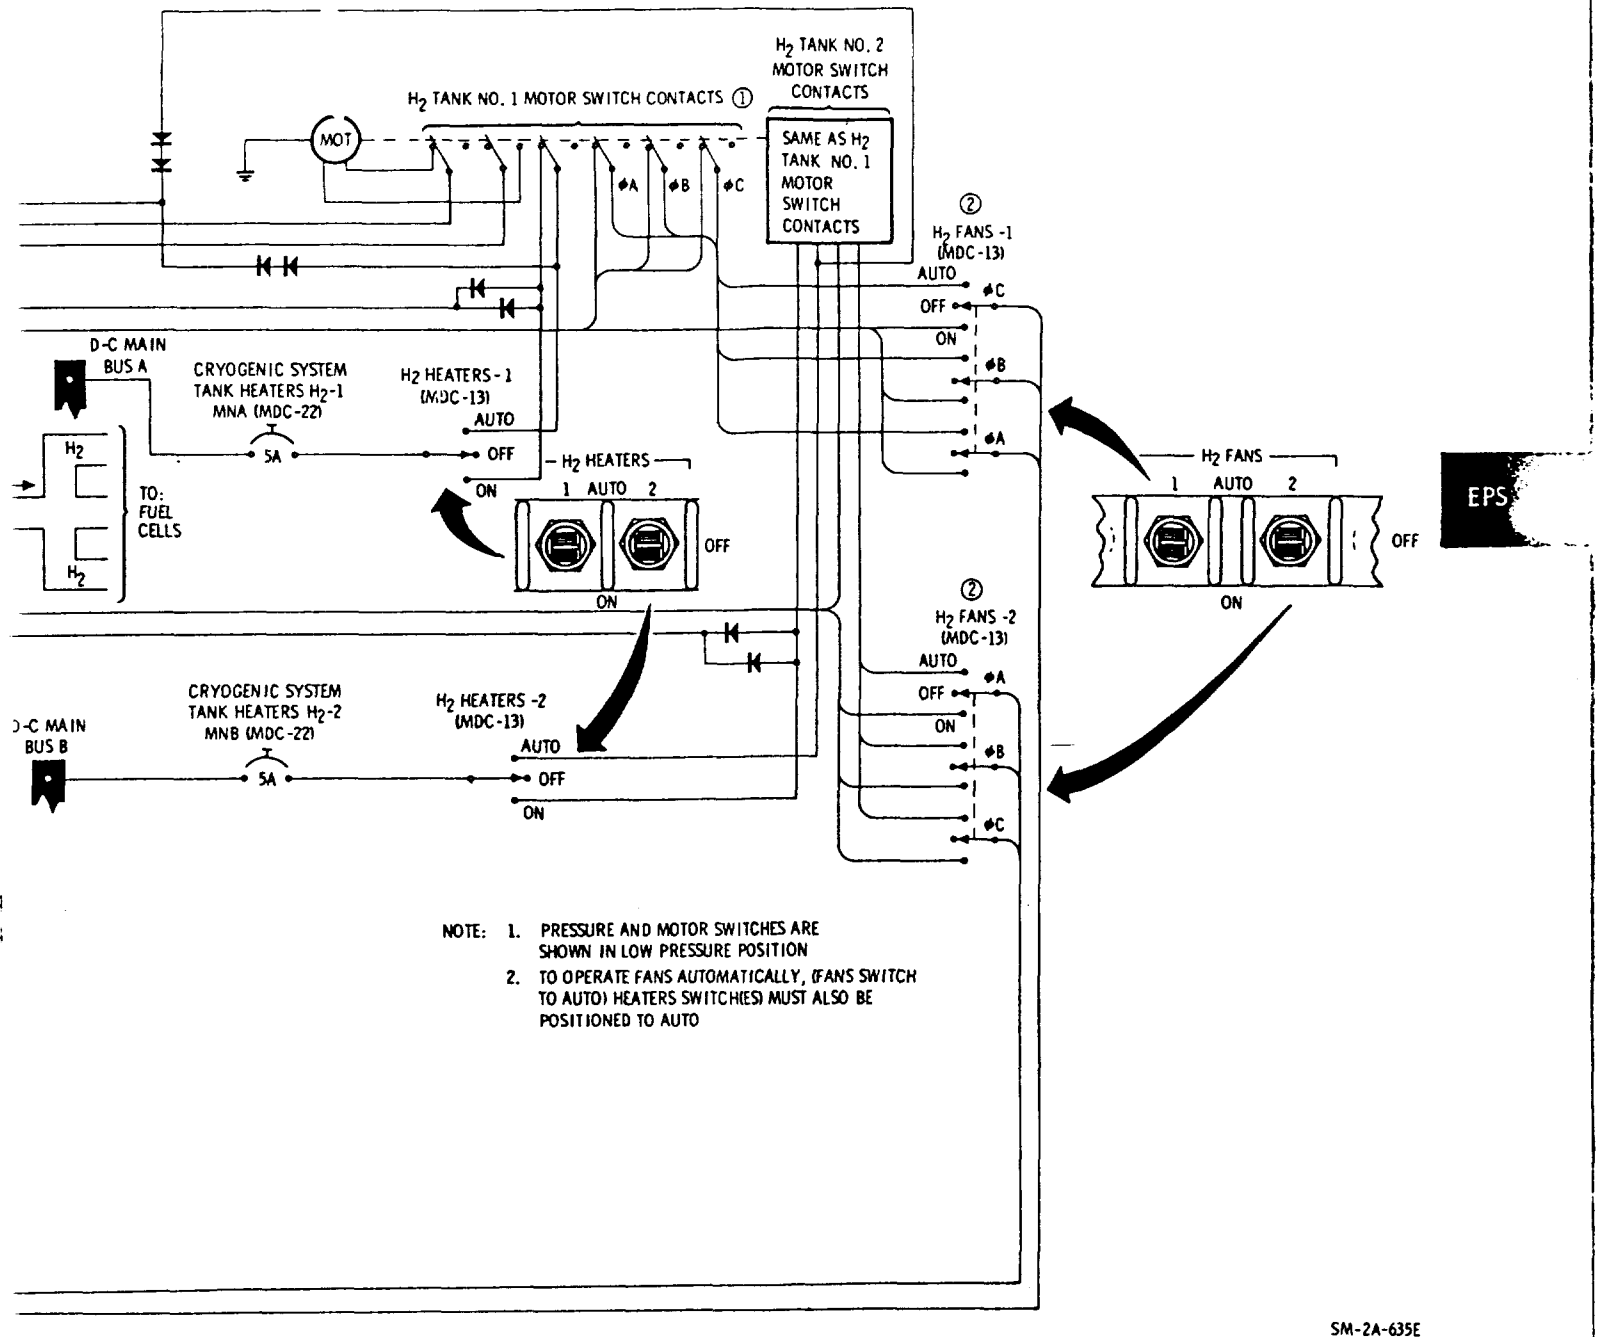 H2 TANK NO. 2
MOTOR SWITCH
CONTACTS
H2 TANK NO. 1 MOTOR SWITCH CONTACTS ①
MOT
SAME AS H2
TANK NO. 1
MOTOR
SWITCH
CONTACTS
φA
φB
φC
②
H2 FANS -1
(MDC-13)
AUTO
φC
OFF
ON
φB
φA
D-C MAIN
BUS A
CRYOGENIC SYSTEM
TANK HEATERS H2-1
MNA (MDC-22)
5A
H2 HEATERS-1
(MDC-13)
AUTO
OFF
ON
H2
TO:
FUEL
CELLS
H2
H2 HEATERS
1 AUTO 2
OFF
ON
H2 FANS
1 AUTO 2
OFF
ON
EPS
②
H2 FANS -2
(MDC-13)
AUTO
φA
OFF
ON
φB
φC
CRYOGENIC SYSTEM
TANK HEATERS H2-2
MNB (MDC-22)
5A
D-C MAIN
BUS B
H2 HEATERS -2
(MDC-13)
AUTO
OFF
ON
NOTE: 1. PRESSURE AND MOTOR SWITCHES ARE
SHOWN IN LOW PRESSURE POSITION
2. TO OPERATE FANS AUTOMATICALLY, (FANS SWITCH
TO AUTO) HEATERS SWITCH(ES) MUST ALSO BE
POSITIONED TO AUTO
SM-2A-635E